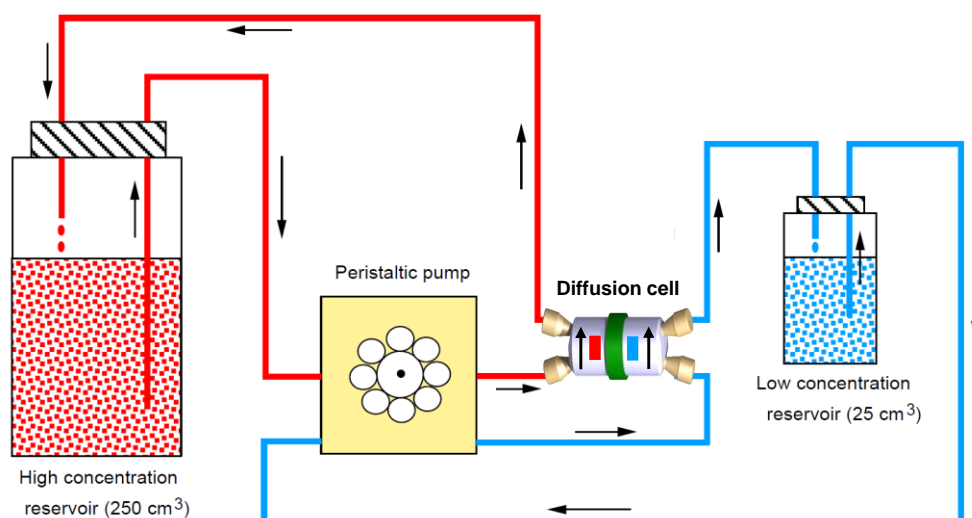 Peristaltic pump
Diffusion cell
High concentration
reservoir (250 cm³)
Low concentration
reservoir (25 cm³)